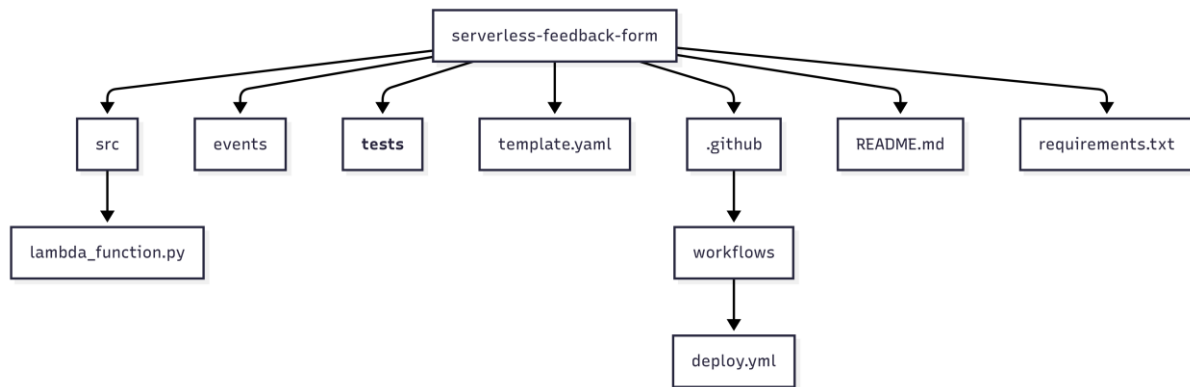 serverless-feedback-form
src
events
tests
template.yaml
.github
README.md
requirements.txt
lambda_function.py
workflows
deploy.yml